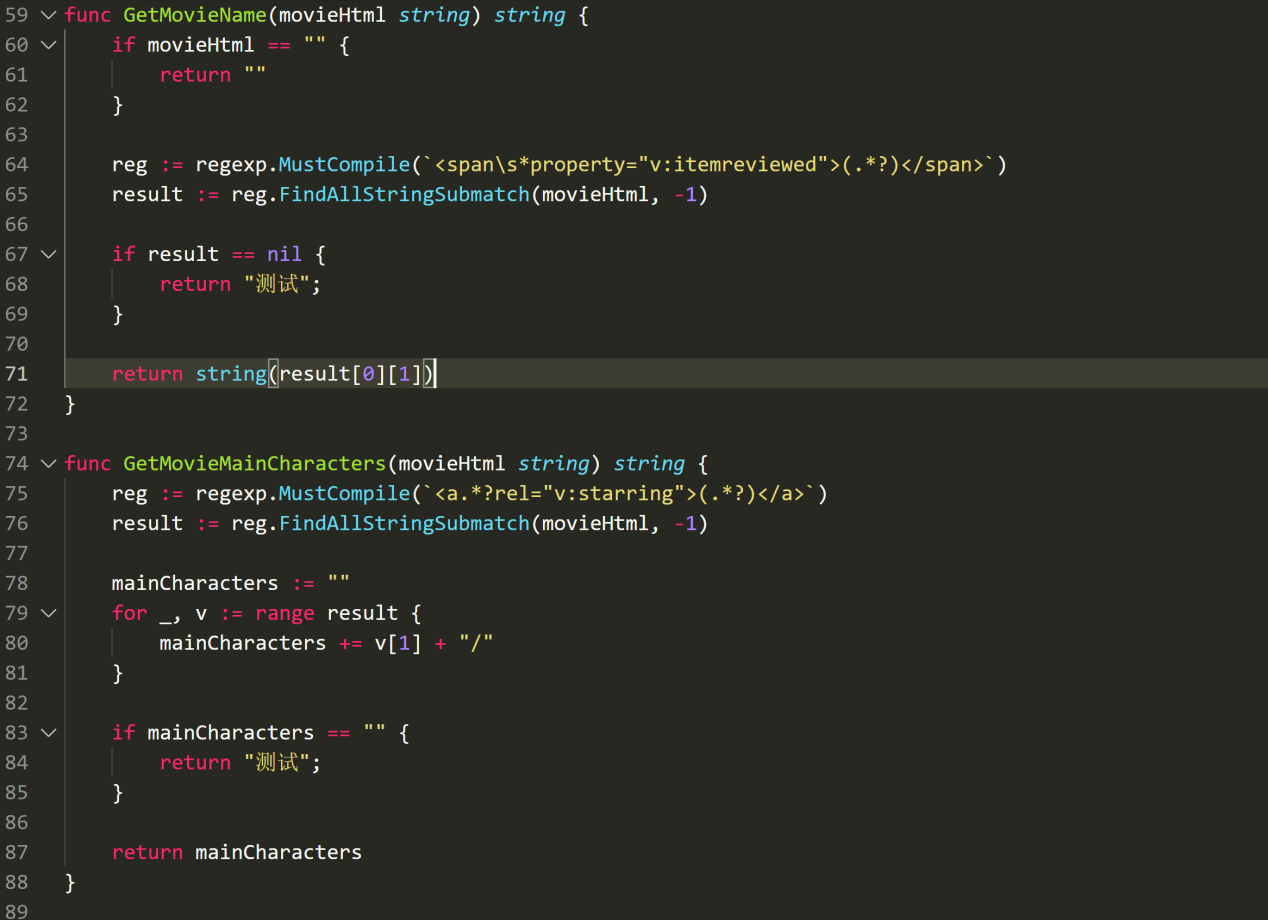 59 func GetMovieName(movieHtml string) string {
60 if movieHtml == "" {
61 return ""
62 }
63
64 reg := regexp.MustCompile(`<span\s*property="v:itemreviewed">(.*?)</span>`)
65 result := reg.FindAllStringSubmatch(movieHtml, -1)
66
67 if result == nil {
68 return "测试";
69 }
70
71 return string(result[0][1])
72 }
73
74 func GetMovieMainCharacters(movieHtml string) string {
75 reg := regexp.MustCompile(`<a.*?rel="v:starring">(.*?)</a>`)
76 result := reg.FindAllStringSubmatch(movieHtml, -1)
77
78 mainCharacters := ""
79 for _, v := range result {
80 mainCharacters += v[1] + "/"
81 }
82
83 if mainCharacters == "" {
84 return "测试";
85 }
86
87 return mainCharacters
88 }
89